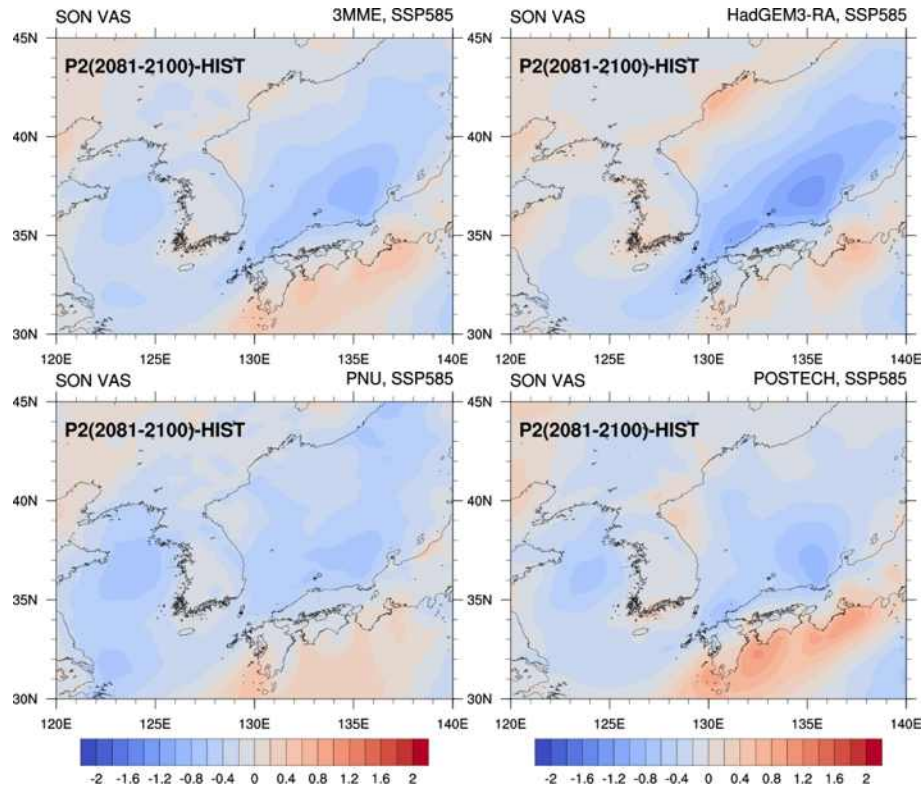 SON VAS 3MME, SSP585 SON VAS HadGEM3-RA, SSP585
45N 45N
P2(2081-2100)-HIST P2(2081-2100)-HIST
40N 40N
35N 35N
30N 30N
120E 125E 130E 135E 140E 120E 125E 130E 135E 140E
SON VAS PNU, SSP585 SON VAS POSTECH, SSP585
45N 45N
P2(2081-2100)-HIST P2(2081-2100)-HIST
40N 40N
35N 35N
30N 30N
120E 125E 130E 135E 140E 120E 125E 130E 135E 140E
-2 -1.6 -1.2 -0.8 -0.4 0 0.4 0.8 1.2 1.6 2 -2 -1.6 -1.2 -0.8 -0.4 0 0.4 0.8 1.2 1.6 2